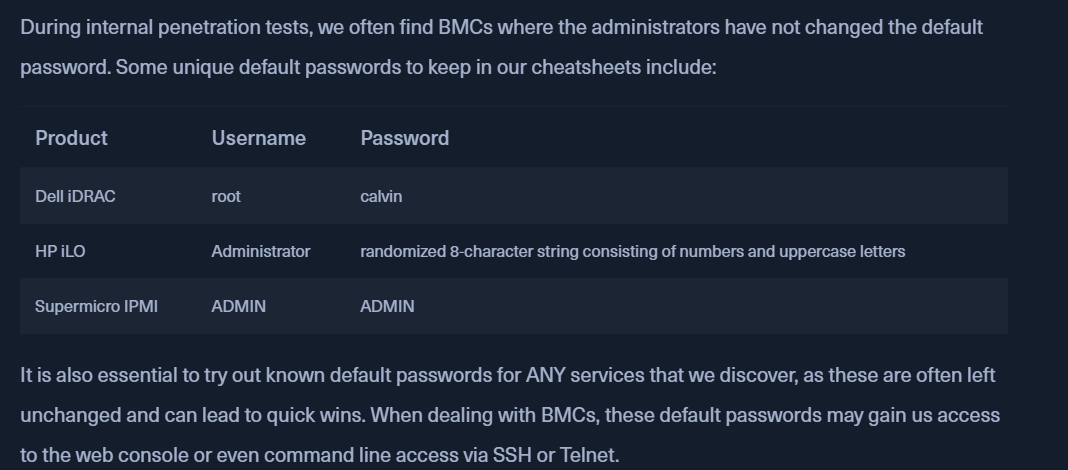 During internal penetration tests, we often find BMCs where the administrators have not changed the default
password. Some unique default passwords to keep in our cheatsheets include:
Product Username Password
Dell iDRAC root calvin
HP iLO Administrator randomized 8-character string consisting of numbers and uppercase letters
Supermicro IPMI ADMIN ADMIN
It is also essential to try out known default passwords for ANY services that we discover, as these are often left
unchanged and can lead to quick wins. When dealing with BMCs, these default passwords may gain us access
to the web console or even command line access via SSH or Telnet.